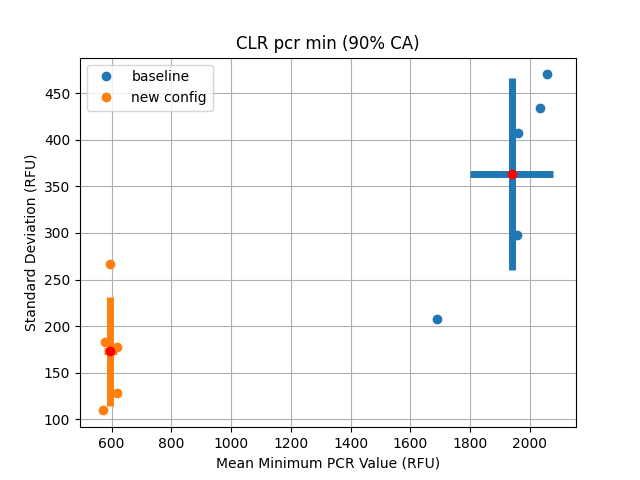 CLR pcr min (90% CA)
baseline
new config
Standard Deviation (RFU)
450
400
350
300
250
200
150
100
600 800 1000 1200 1400 1600 1800 2000
Mean Minimum PCR Value (RFU)